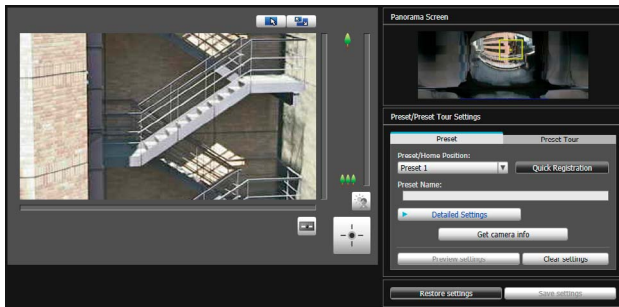 Panorama Screen
Preset/Preset Tour Settings
Preset
Preset Tour
Preset/Home Position:
Preset 1
Quick Registration
Preset Name:
Detailed Settings
Get camera info
Preview settings
Clear settings
Restore settings
Save settings